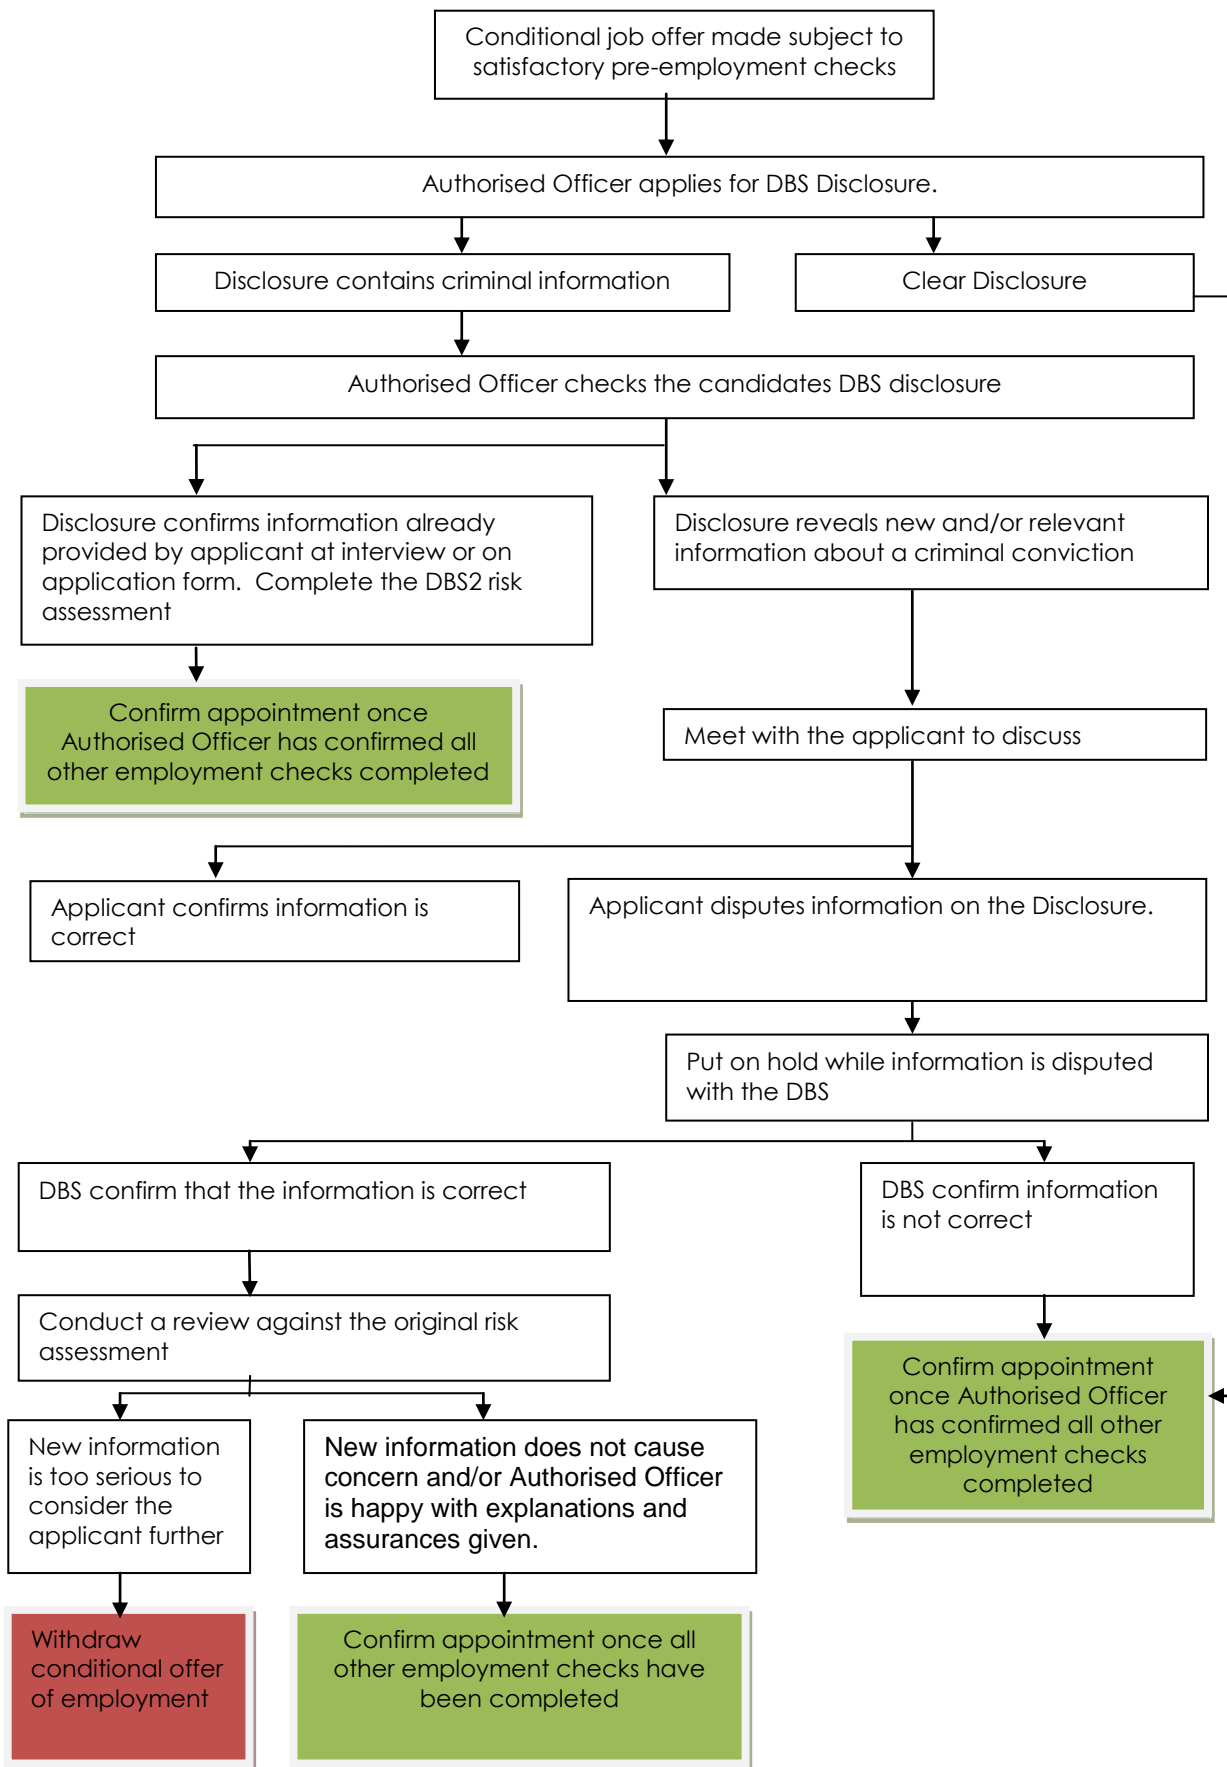 Conditional job offer made subject to
satisfactory pre-employment checks
Authorised Officer applies for DBS Disclosure.
Disclosure contains criminal information
Clear Disclosure
Authorised Officer checks the candidates DBS disclosure
Disclosure confirms information already
provided by applicant at interview or on
application form.  Complete the DBS2 risk
assessment
Disclosure reveals new and/or relevant
information about a criminal conviction
Confirm appointment once
Authorised Officer has confirmed all
other employment checks completed
Meet with the applicant to discuss
Applicant confirms information is
correct
Applicant disputes information on the Disclosure.
Put on hold while information is disputed
with the DBS
DBS confirm that the information is correct
DBS confirm information
is not correct
Conduct a review against the original risk
assessment
Confirm appointment
once Authorised Officer
has confirmed all other
employment checks
completed
New information
is too serious to
consider the
applicant further
New information does not cause
concern and/or Authorised Officer
is happy with explanations and
assurances given.
Withdraw
conditional offer
of employment
Confirm appointment once all
other employment checks have
been completed